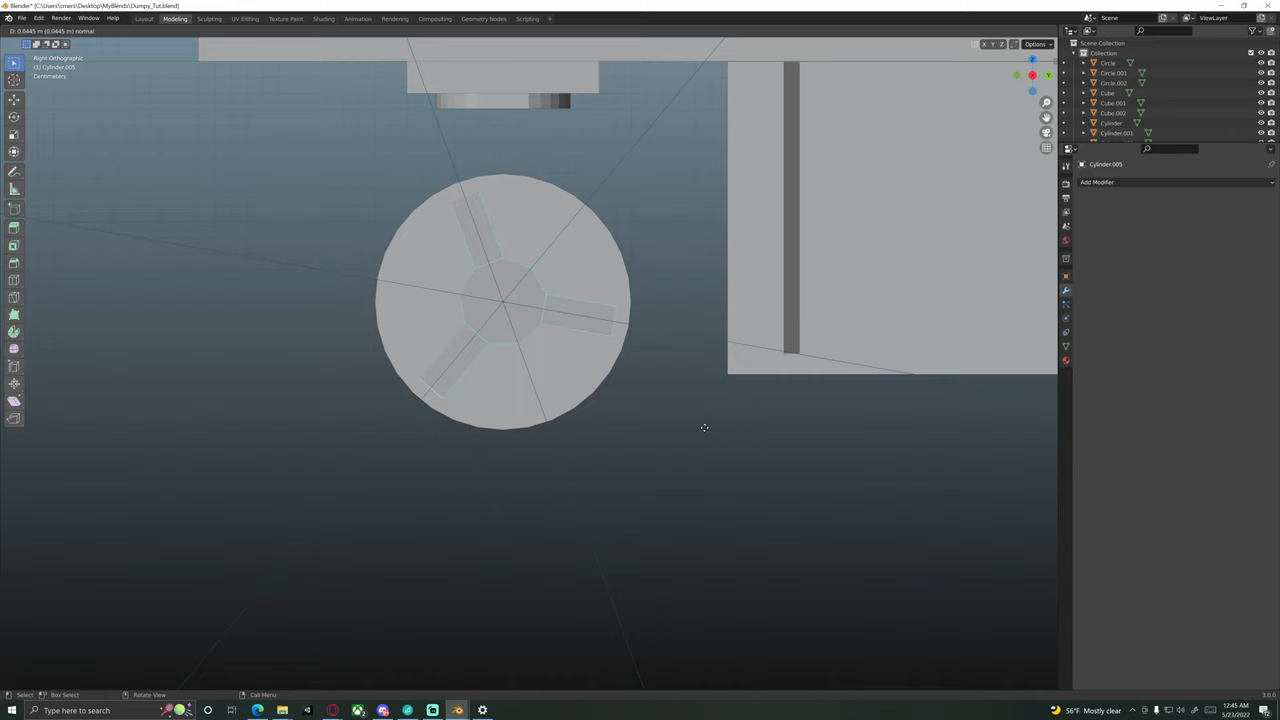 Blender* [C:\Users\cmers\Desktop\MyBlends\Dumpy_Tut.blend]
File Edit Render Window Help Layout Modeling Sculpting UV Editing Texture Paint Shading Animation Rendering Compositing Geometry Nodes Scripting + Scene ViewLayer
D: 0.0445 m (0.0445 m) normal
Options
Right Orthographic
(1) Cylinder.005
Centimeters
X Y Z
Z
Y
Scene Collection
Collection
Circle
Circle.001
Circle.002
Cube
Cube.001
Cube.002
Cylinder
Cylinder.001
Cylinder.005
Add Modifier
Select Box Select Rotate View Call Menu 3.0.0
Type here to search
56°F Mostly clear
12:45 AM
5/23/2022
12